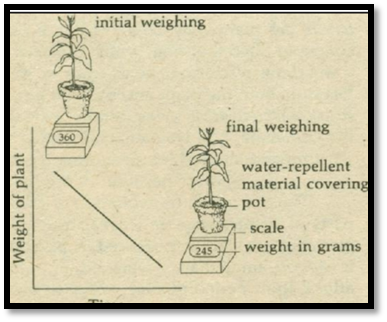 initial weighing
360
final weighing
water-repellent
material covering
pot
scale
weight in grams
245
Weight of plant